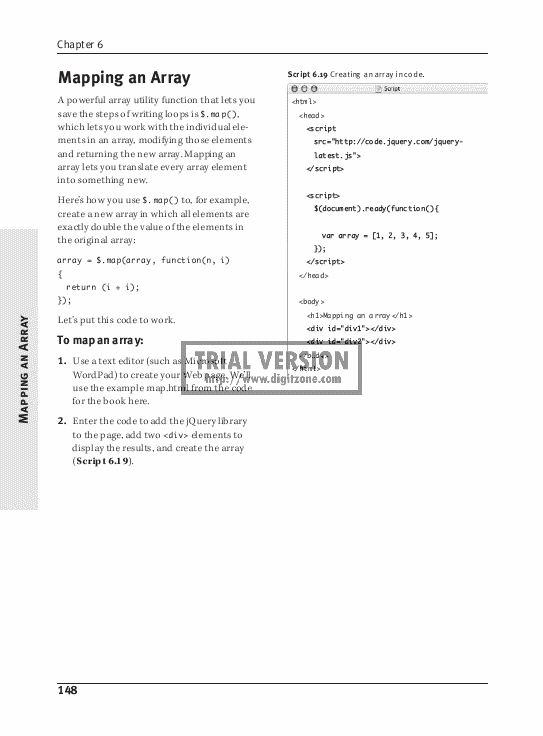 Chapter 6
Mapping an Array
A powerful array utility function that lets you
save the steps of writing loops is $.map(),
which lets you work with the individual ele-
ments in an array, modifying those elements
and returning the new array. Mapping an
array lets you translate every array element
into something new.
Here's how you use $.map() to, for example,
create a new array in which all elements are
exactly double the value of the elements in
the original array:
array = $.map(array, function(n, i)
{
return (i + i);
});
Let's put this code to work.
To map an array:
1. Use a text editor (such as Microsoft
WordPad) to create your Web page. We'll
use the example map.html from the code
for the book here.
2. Enter the code to add the jQuery library
to the page, add two <div> elements to
display the results, and create the array
(Script 6.19).
Script 6.19 Creating an array in code.
Script
<html>
<head>
<script
src="http://code.jquery.com/jquery-
latest.js">
</script>
<script>
$(document).ready(function(){
var array = [1, 2, 3, 4, 5];
});
</script>
</head>
<body>
<h1>Mapping an array</h1>
<div id="div1"></div>
<div id="div2"></div>
</body>
</html>
TRIAL VERSION
http://www.digitzone.com
Mapping an Array
148